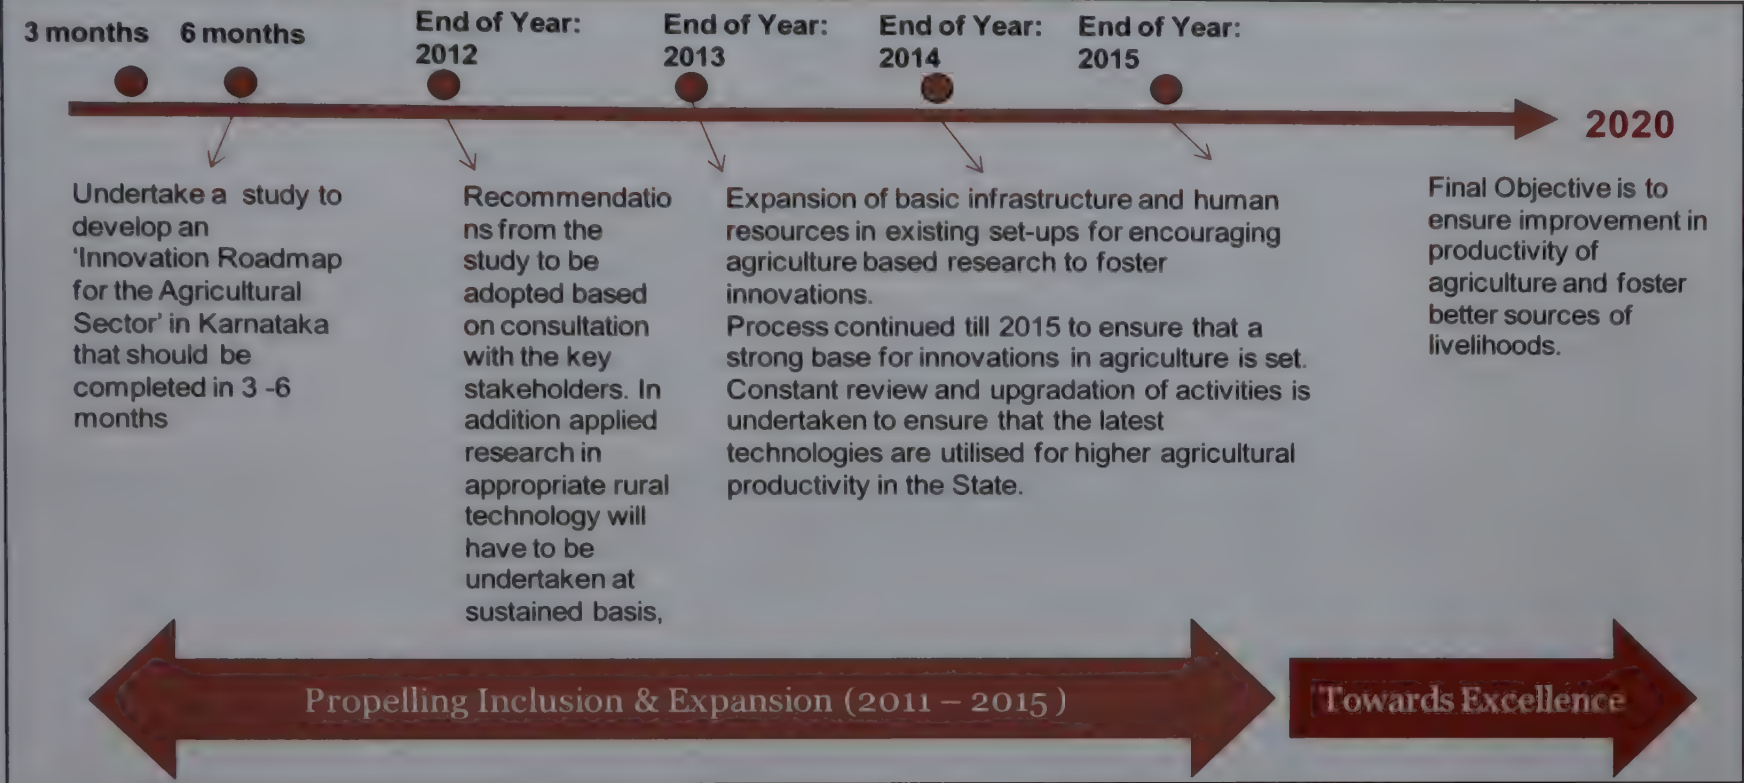 3 months
6 months
End of Year:
2012
End of Year:
2013
End of Year:
2014
End of Year:
2015
2020
Undertake a study to
develop an
‘Innovation Roadmap
for the Agricultural
Sector’ in Karnataka
that should be
completed in 3 -6
months
Recommendatio
ns from the
study to be
adopted based
on consultation
with the key
stakeholders. In
addition applied
research in
appropriate rural
technology will
have to be
undertaken at
sustained basis,
Expansion of basic infrastructure and human
resources in existing set-ups for encouraging
agriculture based research to foster
innovations.
Process continued till 2015 to ensure that a
strong base for innovations in agriculture is set.
Constant review and upgradation of activities is
undertaken to ensure that the latest
technologies are utilised for higher agricultural
productivity in the State.
Final Objective is to
ensure improvement in
productivity of
agriculture and foster
better sources of
livelihoods.
Propelling Inclusion & Expansion (2011 – 2015 )
Towards Excellence